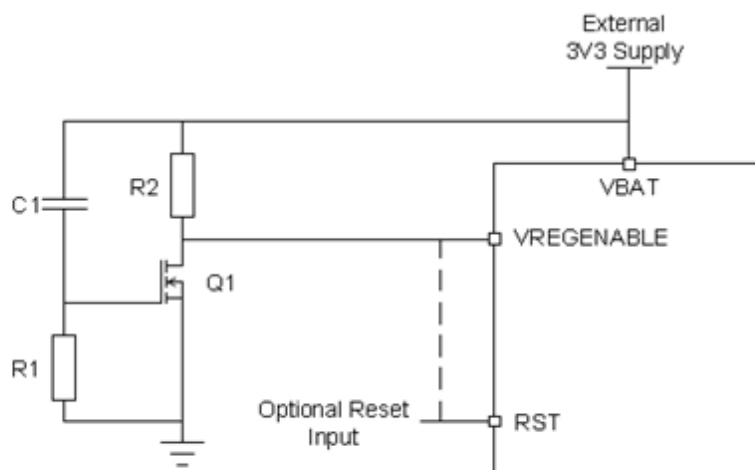 External
3V3 Supply
R2
C1
VBAT
VREGENABLE
Q1
R1
Optional Reset
Input
RST